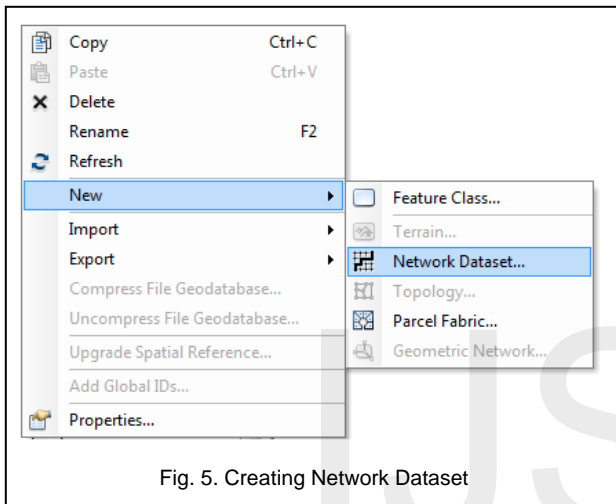 Copy Ctrl+C
Paste Ctrl+V
Delete
Rename F2
Refresh
New
Import
Export
Compress File Geodatabase...
Uncompress File Geodatabase...
Upgrade Spatial Reference...
Add Global IDs...
Properties...
Feature Class...
Terrain...
Network Dataset...
Topology...
Parcel Fabric...
Geometric Network...
Fig. 5. Creating Network Dataset
IJS